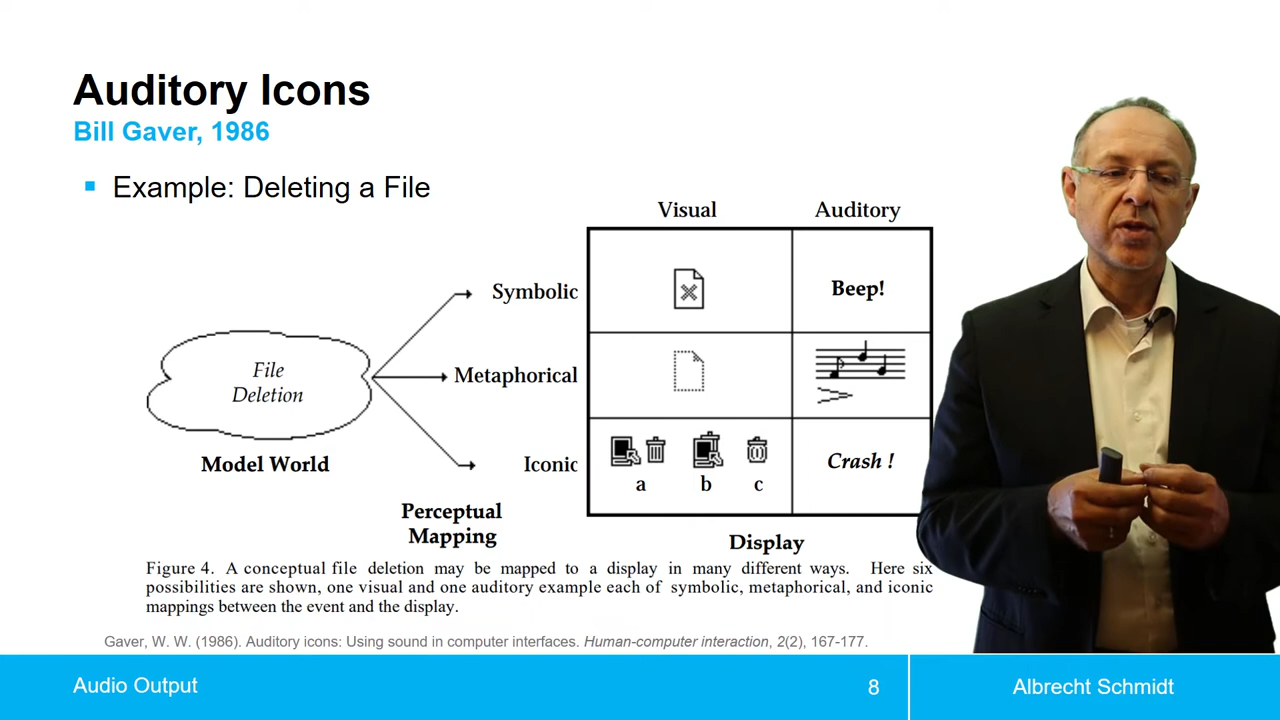 Auditory Icons
Bill Gaver, 1986
Example: Deleting a File
Visual
Auditory
Symbolic
Beep!
File
Deletion
Metaphorical
Model World
Iconic
a
b
c
Crash !
Perceptual
Mapping
Display
Figure 4. A conceptual file deletion may be mapped to a display in many different ways. Here six
possibilities are shown, one visual and one auditory example each of symbolic, metaphorical, and iconic
mappings between the event and the display.
Gaver, W. W. (1986). Auditory icons: Using sound in computer interfaces. Human-computer interaction, 2(2), 167-177.
Audio Output
8
Albrecht Schmidt